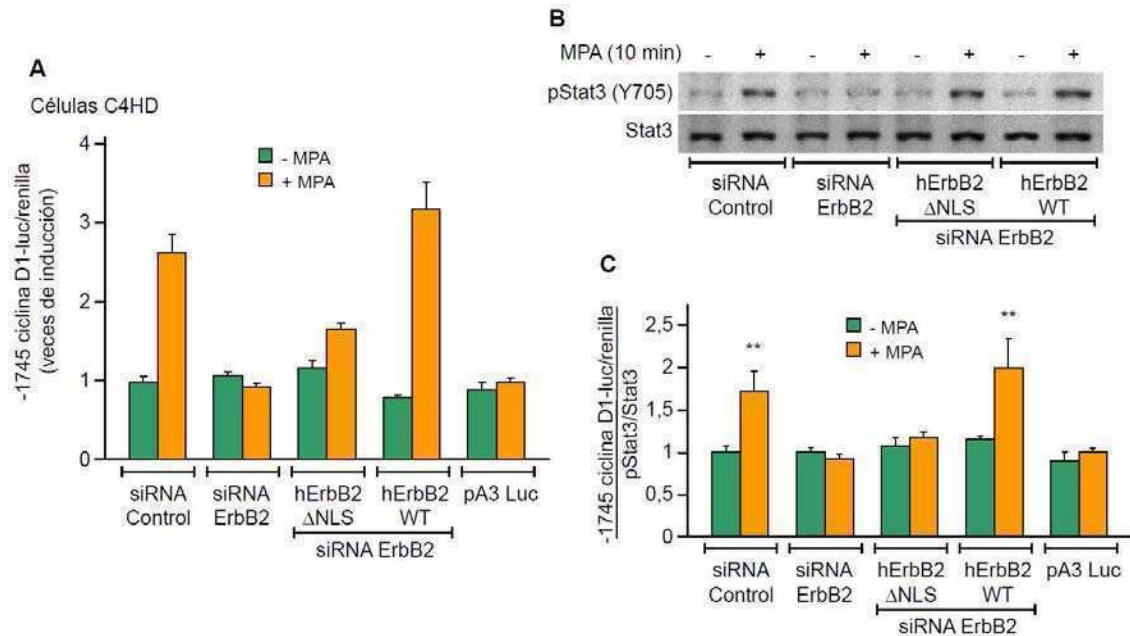 A
Células C4HD
-1745 ciclina D1-luc/renilla
(veces de inducción)
4
3
2
1
0
- MPA
+ MPA
siRNA
Control
siRNA
ErbB2
hErbB2
ΔNLS
hErbB2
WT
pA3 Luc
siRNA ErbB2
B
MPA (10 min) - + - + - + - +
pStat3 (Y705)
Stat3
siRNA
Control
siRNA
ErbB2
hErbB2
ΔNLS
hErbB2
WT
siRNA ErbB2
C
-1745 ciclina D1-luc/renilla
pStat3/Stat3
2,5
2
1,5
1
0,5
0
- MPA
+ MPA
**
**
siRNA
Control
siRNA
ErbB2
hErbB2
ΔNLS
hErbB2
WT
pA3 Luc
siRNA ErbB2